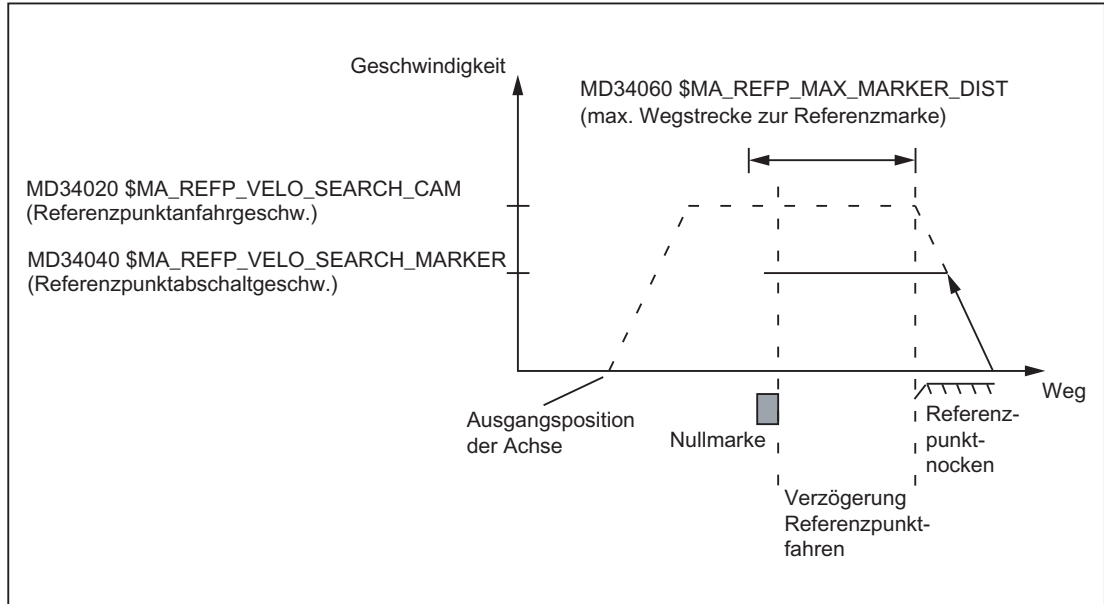 Geschwindigkeit
MD34060 $MA_REFP_MAX_MARKER_DIST
(max. Wegstrecke zur Referenzmarke)
MD34020 $MA_REFP_VELO_SEARCH_CAM
(Referenzpunktanfahrgeschw.)
MD34040 $MA_REFP_VELO_SEARCH_MARKER
(Referenzpunktabschaltgeschw.)
Weg
Ausgangsposition
der Achse
Nullmarke
Referenz-
punkt-
nocken
Verzögerung
Referenzpunkt-
fahren